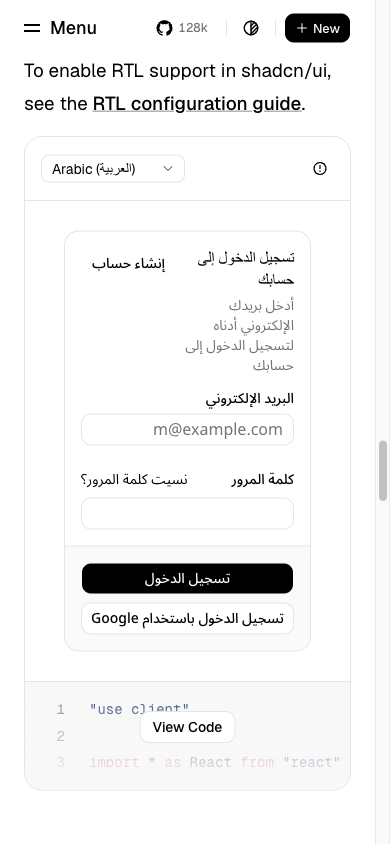 Menu
128k
New
To enable RTL support in shadcn/ui,
see the RTL configuration guide.
Arabic (العربية)
تسجيل الدخول إلى
حسابك
إنشاء حساب
أدخل بريدك
الإلكتروني أدناه
لتسجيل الدخول إلى
حسابك
البريد الإلكتروني
m@example.com
كلمة المرور
نسيت كلمة المرور؟
تسجيل الدخول
تسجيل الدخول باستخدام Google
1 "use client"
View Code
2
3 import * as React from "react"